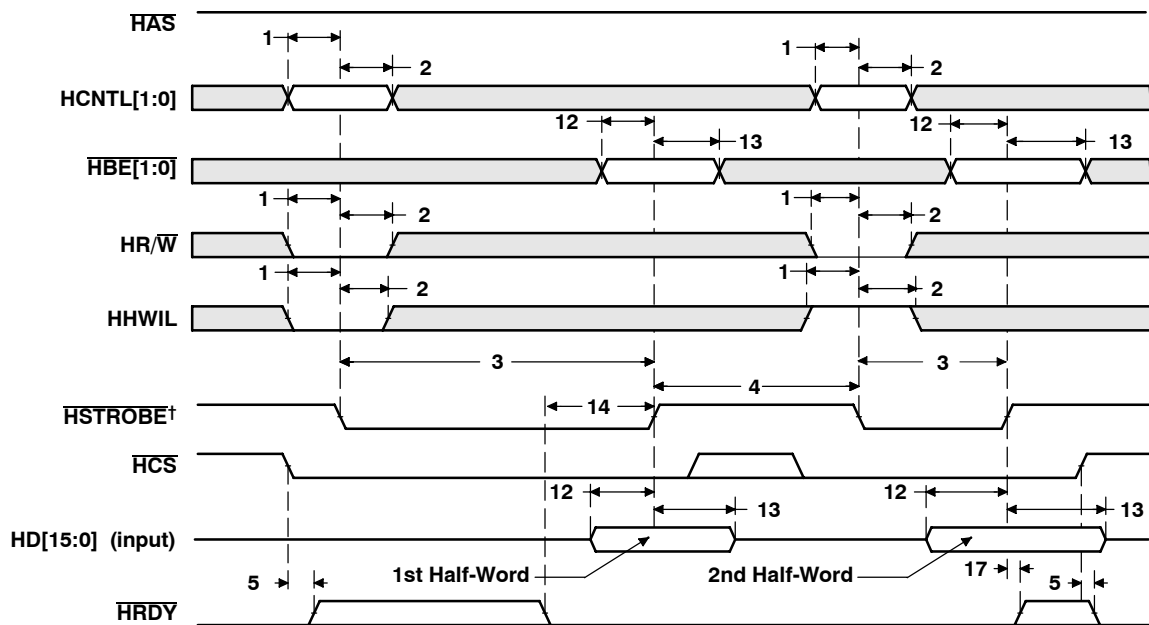 HAS
1
1
2
2
HCNTL[1:0]
12
12
13
13
HBE[1:0]
1
1
2
2
HR/W
1
1
2
2
HHWIL
3
3
4
14
HSTROBE†
HCS
12
12
13
13
HD[15:0] (input)
1st Half-Word
2nd Half-Word
17
5
5
HRDY